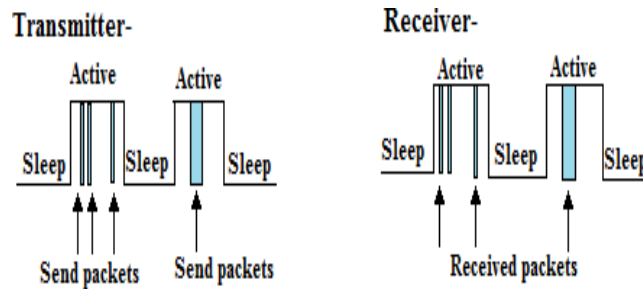 Transmitter-
Active
Active
Sleep
Sleep
Sleep
Send packets
Send packets
Receiver-
Active
Active
Sleep
Sleep
Sleep
Received packets